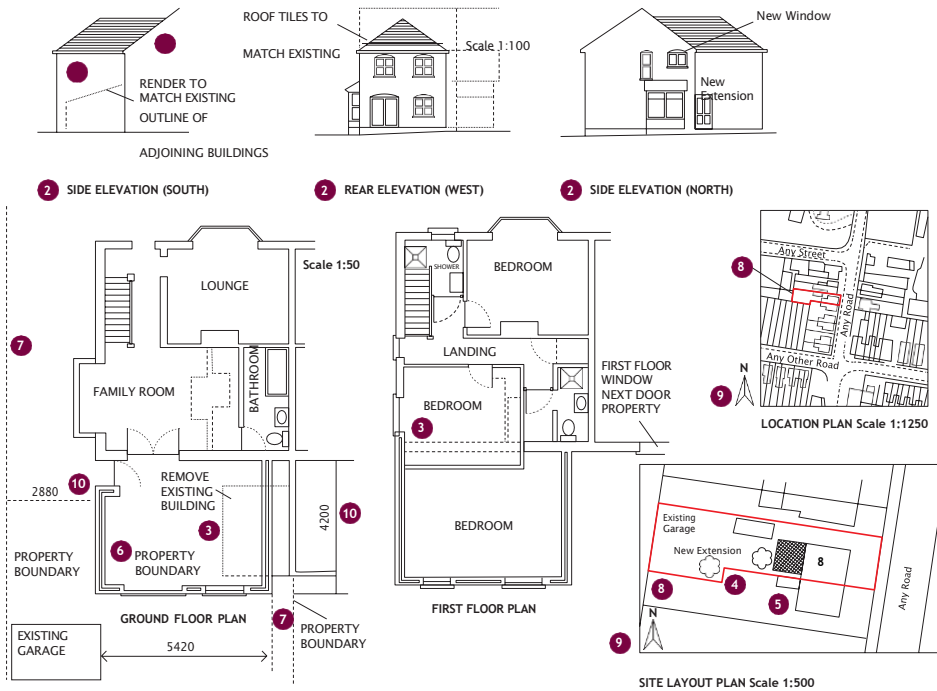 ROOF TILES TO
MATCH EXISTING
Scale 1:100
New Window
New
Extension
RENDER TO
MATCH EXISTING
OUTLINE OF
ADJOINING BUILDINGS
2 SIDE ELEVATION (SOUTH)
2 REAR ELEVATION (WEST)
2 SIDE ELEVATION (NORTH)
LOUNGE
Scale 1:50
7
FAMILY ROOM
BATHROOM
2880
10
REMOVE
EXISTING
BUILDING
3
4200
10
6
PROPERTY
BOUNDARY
PROPERTY
BOUNDARY
GROUND FLOOR PLAN
7
PROPERTY
BOUNDARY
EXISTING
GARAGE
5420
SHOWER
BEDROOM
LANDING
BEDROOM
3
FIRST FLOOR
WINDOW
NEXT DOOR
PROPERTY
BEDROOM
FIRST FLOOR PLAN
8
Any Street
Any Road
Any Other Road
N
9
LOCATION PLAN Scale 1:1250
Existing
Garage
New Extension
8
8
4
5
Any Road
N
9
SITE LAYOUT PLAN Scale 1:500